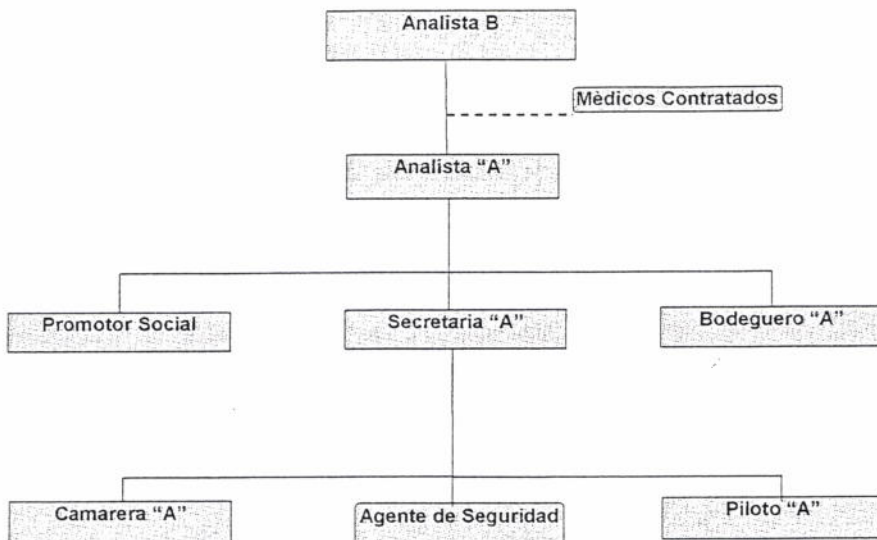 Analista B
Mèdicos Contratados
Analista “A”
Promotor Social
Secretaria “A”
Bodeguero “A”
Camarera “A”
Agente de Seguridad
Piloto “A”